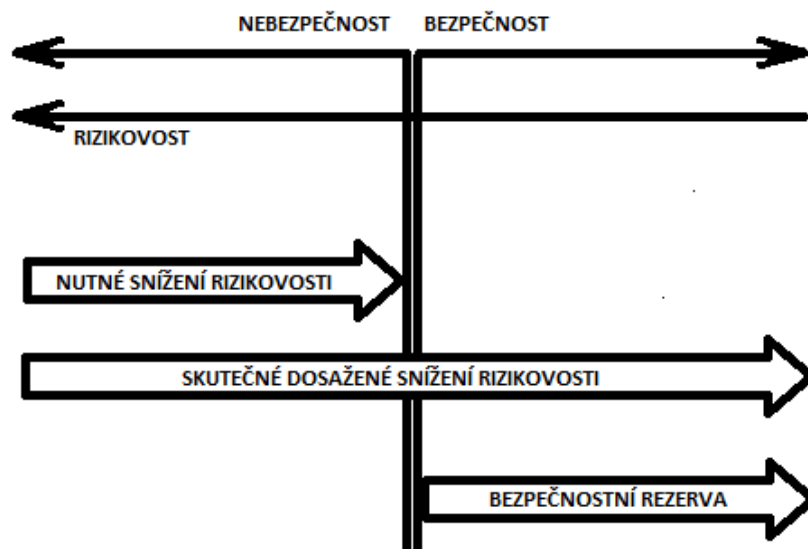 NEBEZPEČNOST BEZPEČNOST
RIZIKOVOST
NUTNÉ SNÍŽENÍ RIZIKOVOSTI
SKUTEČNÉ DOSAŽENÉ SNÍŽENÍ RIZIKOVOSTI
BEZPEČNOSTNÍ REZERVA